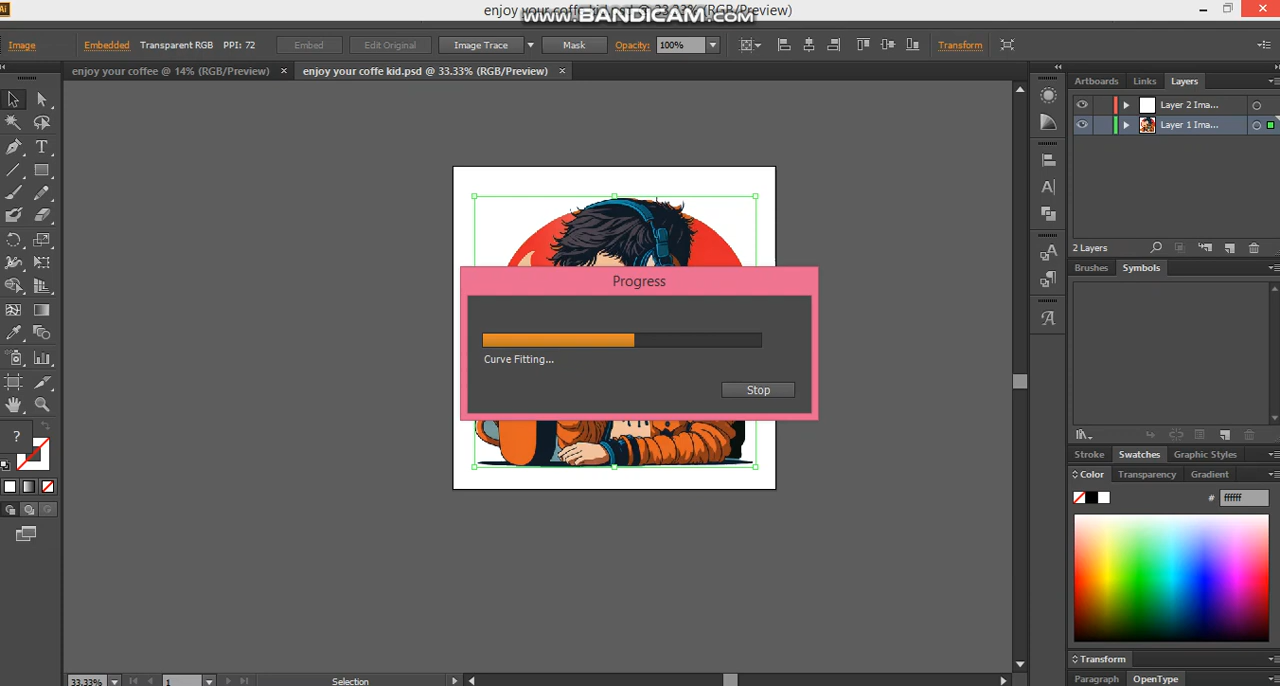 Ai
enjoy your coffe kid.psd @ 33.33% (RGB/Preview)
www.BANDICAM.com
Image Embedded Transparent RGB PPI: 72 Embed Edit Original Image Trace Mask Opacity: 100% Transform
enjoy your coffee @ 14% (RGB/Preview) × enjoy your coffe kid.psd @ 33.33% (RGB/Preview) ×
Artboards Links Layers
Layer 2 Ima...
Layer 1 Ima...
2 Layers
Brushes Symbols
Progress
Curve Fitting...
Stop
Stroke Swatches Graphic Styles
Color Transparency Gradient
# ffffff
Transform
Paragraph OpenType
33.33% 1 Selection